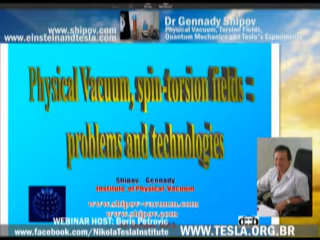 www.shipov.com
www.einsteinandtesla.com
Dr Gennady Shipov
Physical Vacuum, Torsion Fields,
Quantum Mechanics and Tesla's Experiments
Physical Vacuum, spin-torsion fields ::
problems and technologies
Shipov, Gennady
Institute of Physical Vacuum
www.shipov-vacuum.com
www.shipov.com
WEBINAR HOST: Boris Petrovic
www.facebook.com/NikolaTeslaInstitute
WWW.TESLA.ORG.BR